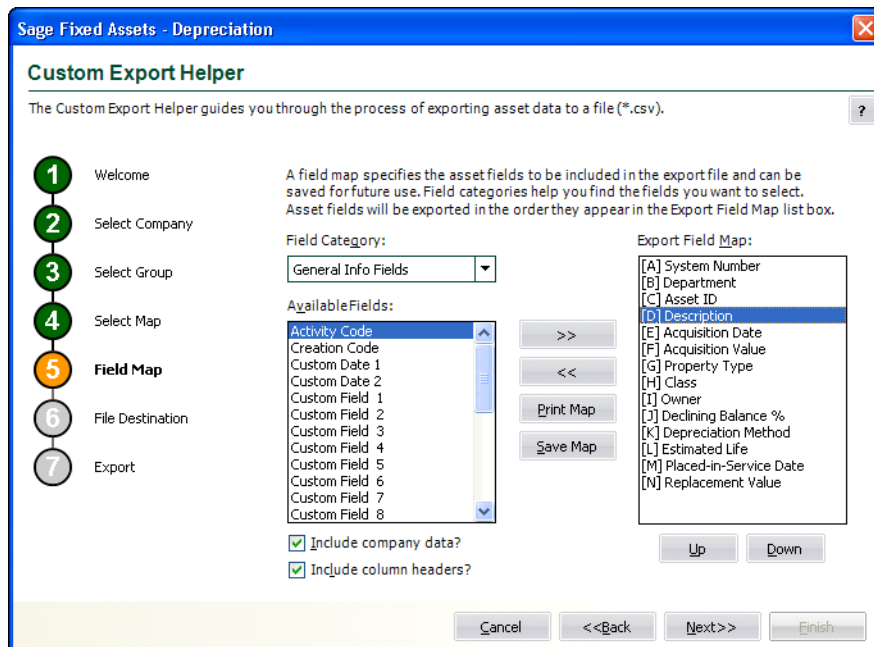 Sage Fixed Assets - Depreciation
Custom Export Helper
The Custom Export Helper guides you through the process of exporting asset data to a file (*.csv).
?
1 Welcome
2 Select Company
3 Select Group
4 Select Map
5 Field Map
6 File Destination
7 Export
A field map specifies the asset fields to be included in the export file and can be
saved for future use. Field categories help you find the fields you want to select.
Asset fields will be exported in the order they appear in the Export Field Map list box.
Field Category:
General Info Fields
AvailableFields:
Activity Code
Creation Code
Custom Date 1
Custom Date 2
Custom Field 1
Custom Field 2
Custom Field 3
Custom Field 4
Custom Field 5
Custom Field 6
Custom Field 7
Custom Field 8
Include company data?
Include column headers?
>>
<<
Print Map
Save Map
Export Field Map:
[A] System Number
[B] Department
[C] Asset ID
[D] Description
[E] Acquisition Date
[F] Acquisition Value
[G] Property Type
[H] Class
[I] Owner
[J] Declining Balance %
[K] Depreciation Method
[L] Estimated Life
[M] Placed-in-Service Date
[N] Replacement Value
Up
Down
Cancel
<<Back
Next>>
Finish